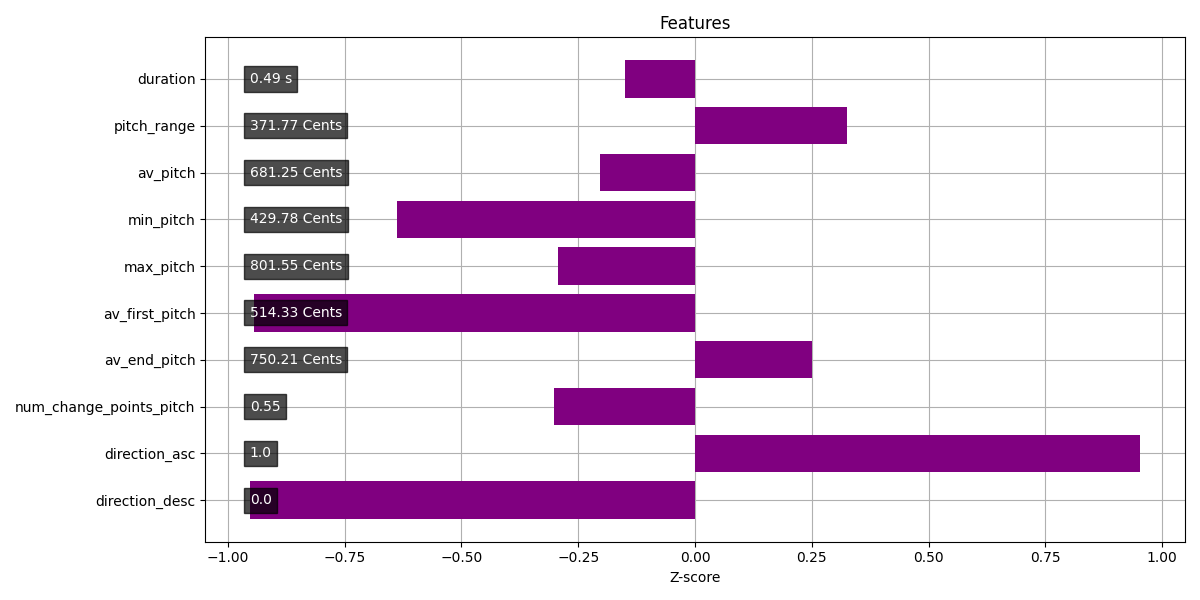 Features
duration 0.49 s
pitch_range 371.77 Cents
av_pitch 681.25 Cents
min_pitch 429.78 Cents
max_pitch 801.55 Cents
av_first_pitch 514.33 Cents
av_end_pitch 750.21 Cents
num_change_points_pitch 0.55
direction_asc 1.0
direction_desc 0.0
−1.00 −0.75 −0.50 −0.25 0.00 0.25 0.50 0.75 1.00
Z-score